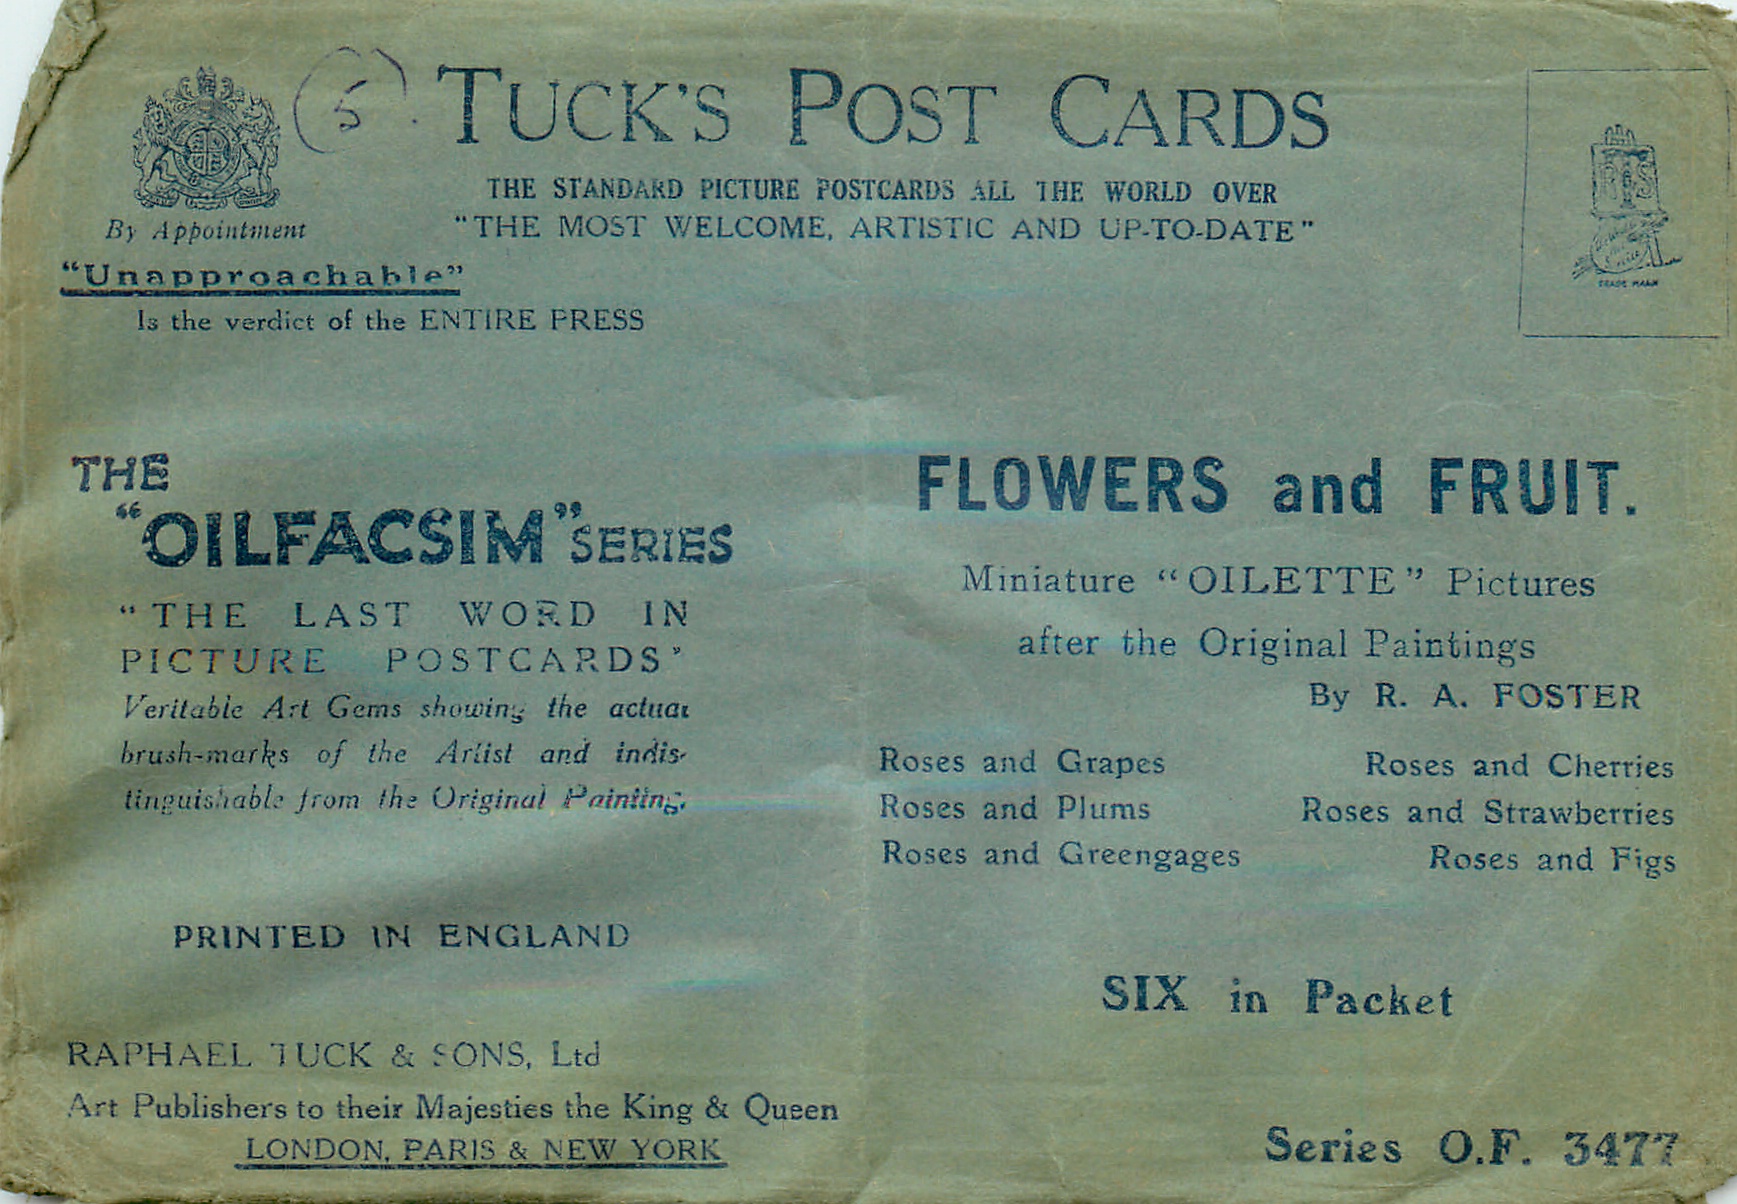 5
TUCK'S POST CARDS
THE STANDARD PICTURE POSTCARDS ALL THE WORLD OVER
"THE MOST WELCOME, ARTISTIC AND UP-TO-DATE"
By Appointment
"Unapproachable"
Is the verdict of the ENTIRE PRESS
TRADE MARK
THE
"OILFACSIM" SERIES
"THE LAST WORD IN
PICTURE POSTCARDS"
Veritable Art Gems showing the actual
brush-marks of the Artist and indis-
tinguishable from the Original Painting.
PRINTED IN ENGLAND
RAPHAEL TUCK & SONS, Ltd
Art Publishers to their Majesties the King & Queen
LONDON, PARIS & NEW YORK
FLOWERS and FRUIT.
Miniature "OILETTE" Pictures
after the Original Paintings
By R. A. FOSTER
Roses and Grapes Roses and Cherries
Roses and Plums Roses and Strawberries
Roses and Greengages Roses and Figs
SIX in Packet
Series O.F. 3477